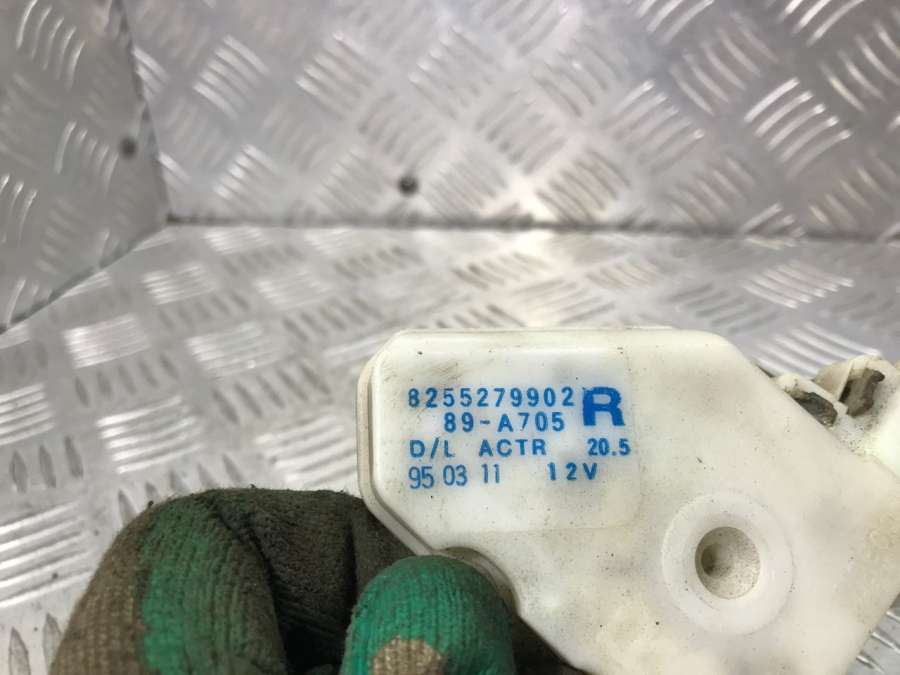 8255279902 R
89-A705
D/L ACTR 20.5
95 03 11 12V